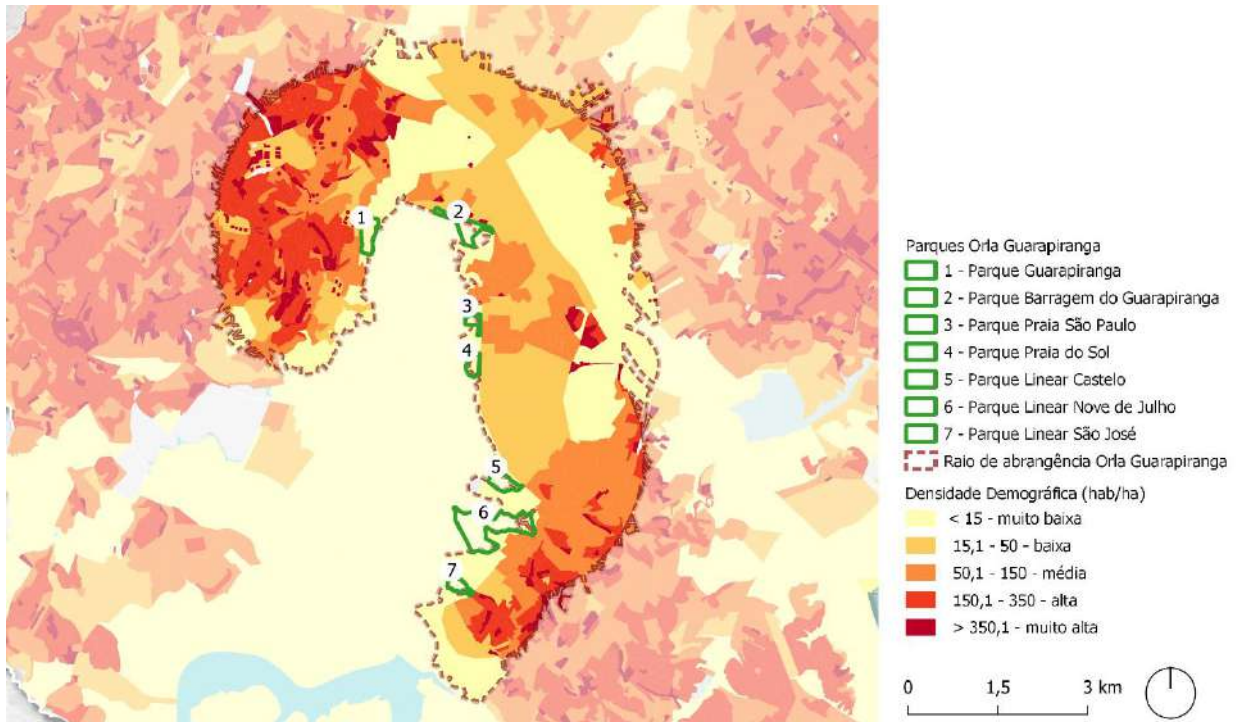 1
2
3
4
5
6
7
Parques Orla Guarapiranga
1 - Parque Guarapiranga
2 - Parque Barragem do Guarapiranga
3 - Parque Praia São Paulo
4 - Parque Praia do Sol
5 - Parque Linear Castelo
6 - Parque Linear Nove de Julho
7 - Parque Linear São José
Raio de abrangência Orla Guarapiranga
Densidade Demográfica (hab/ha)
< 15 - muito baixa
15,1 - 50 - baixa
50,1 - 150 - média
150,1 - 350 - alta
> 350,1 - muito alta
0 1,5 3 km